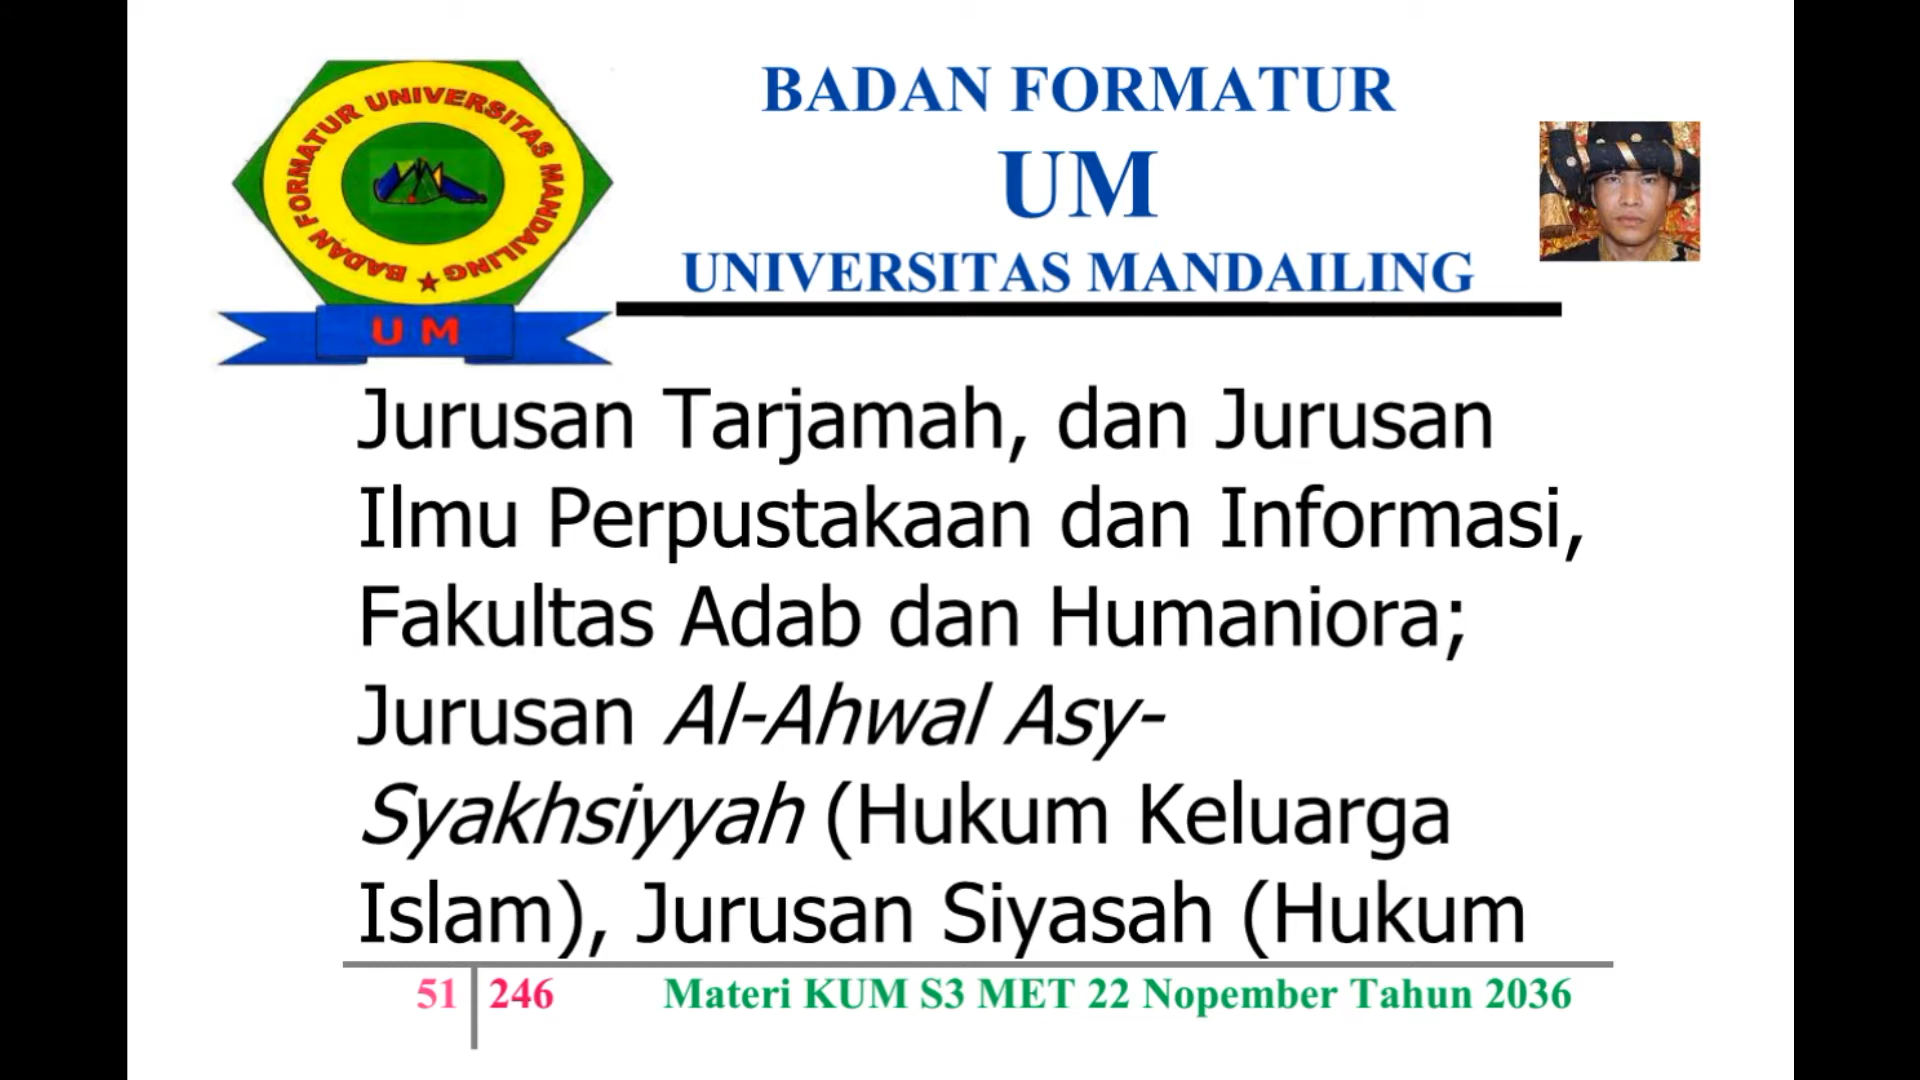 BADAN FORMATUR UNIVERSITAS MANDAILING
U M
BADAN FORMATUR
UM
UNIVERSITAS MANDAILING
Jurusan Tarjamah, dan Jurusan
Ilmu Perpustakaan dan Informasi,
Fakultas Adab dan Humaniora;
Jurusan Al-Ahwal Asy-
Syakhsiyyah (Hukum Keluarga
Islam), Jurusan Siyasah (Hukum
51 246 Materi KUM S3 MET 22 Nopember Tahun 2036